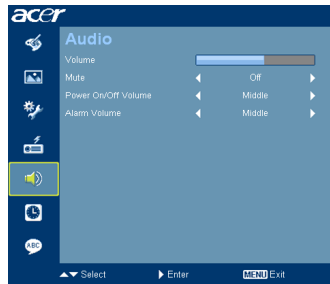 acer
Audio
Volume
Mute Off
Power On/Off Volume Middle
Alarm Volume Middle
ABC
Select Enter MENU Exit